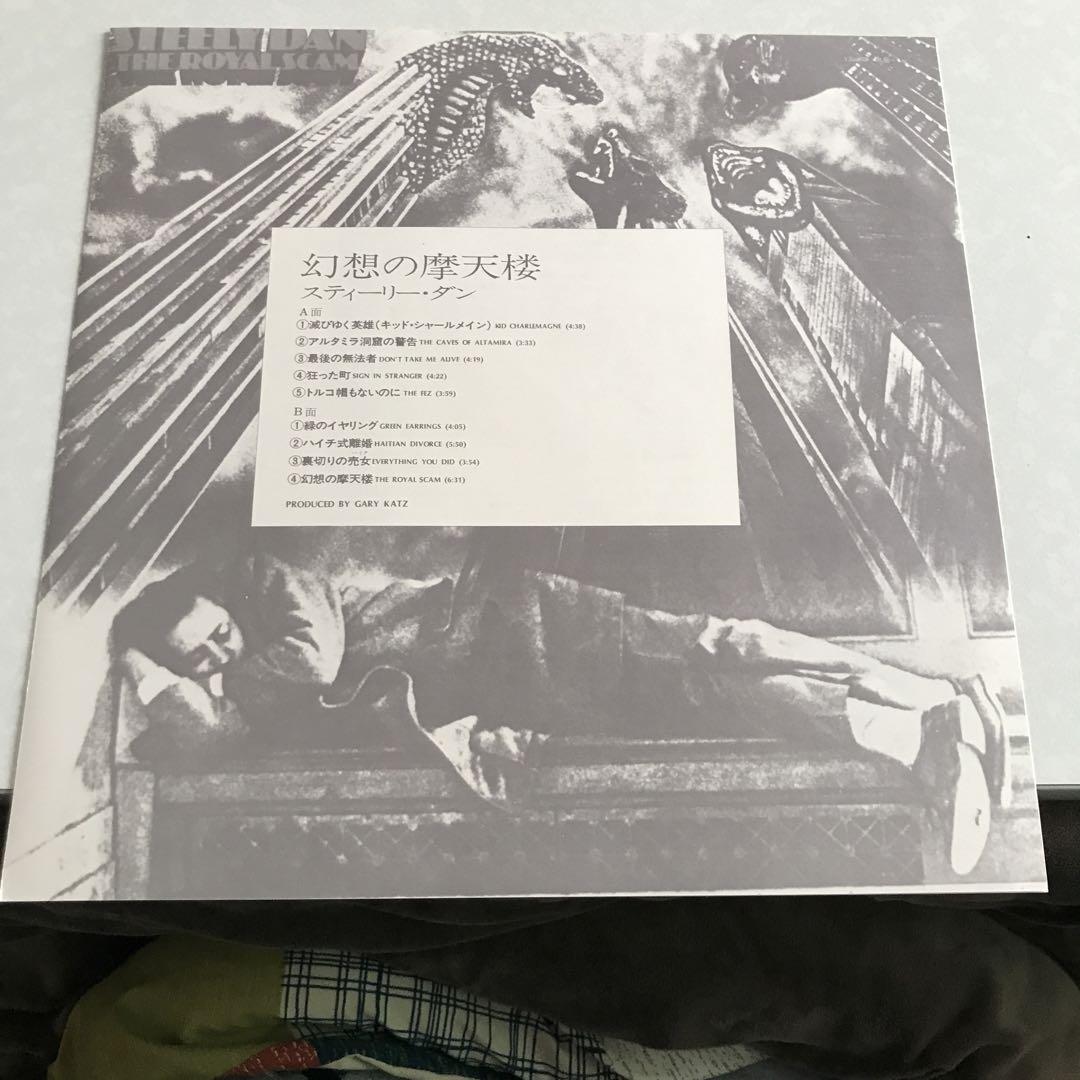 STEELY DAN
THE ROYAL SCAM
幻想の摩天楼
スティーリー・ダン
A面
①滅びゆく英雄(キッド・シャールメイン) KID CHARLEMAGNE (4:38)
②アルタミラ洞窟の警告 THE CAVES OF ALTAMIRA (3:33)
③最後の無法者 DON'T TAKE ME ALIVE (4:19)
④狂った町 SIGN IN STRANGER (4:22)
⑤トルコ帽もないのに THE FEZ (3:59)
B面
①緑のイヤリング GREEN EARRINGS (4:05)
②ハイチ式離婚 HAITIAN DIVORCE (5:50)
③裏切りの売女 EVERYTHING YOU DID (3:54)
④幻想の摩天楼 THE ROYAL SCAM (6:31)
PRODUCED BY GARY KATZ